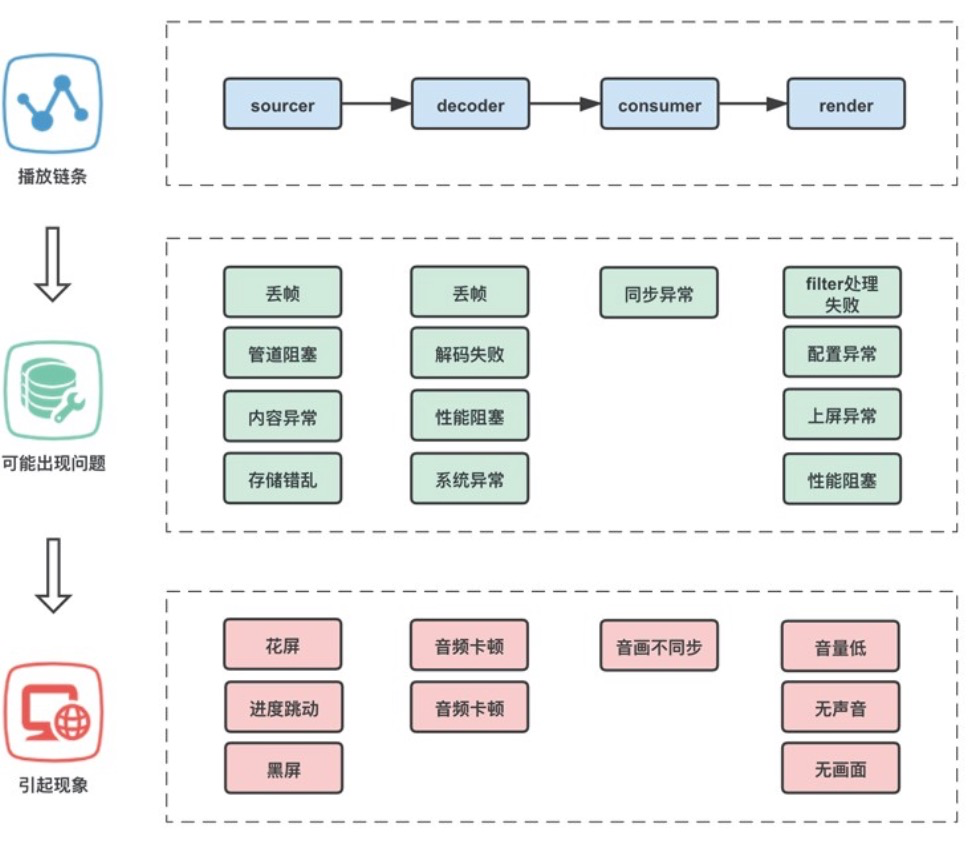 sourcer
decoder
consumer
render
播放链条
丢帧
丢帧
同步异常
filter处理
失败
管道阻塞
解码失败
配置异常
内容异常
性能阻塞
上屏异常
可能出现问题
存储错乱
系统异常
性能阻塞
花屏
音频卡顿
音画不同步
音量低
进度跳动
音频卡顿
无声音
黑屏
无画面
引起现象